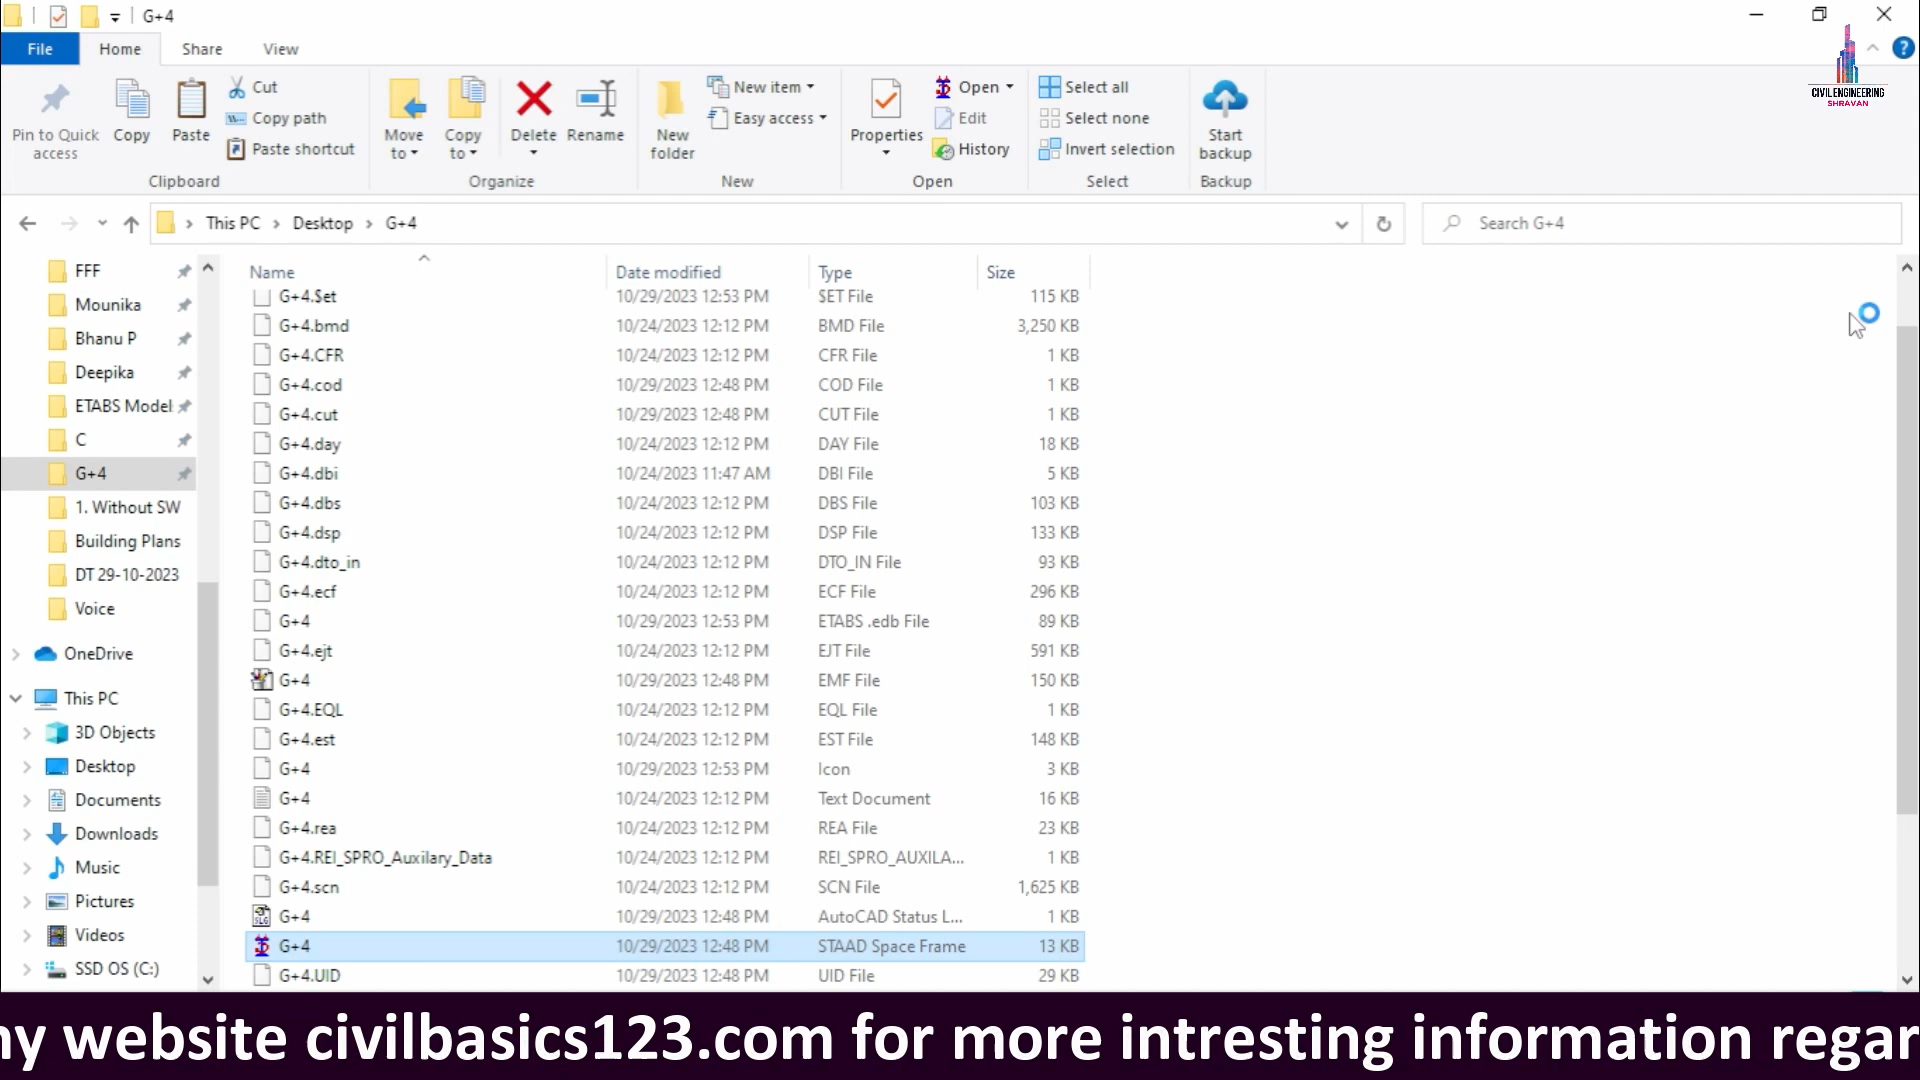 G+4
File Home Share View
CIVILENGINEERING
SHRAVAN
Pin to Quick access
Copy
Paste
Cut
Copy path
Paste shortcut
Clipboard
Move to
Copy to
Delete
Rename
Organize
New folder
New item
Easy access
New
Properties
Open
Edit
History
Open
Select all
Select none
Invert selection
Select
Start backup
Backup
This PC > Desktop > G+4
Search G+4
FFF
Mounika
Bhanu P
Deepika
ETABS Model
C
G+4
1. Without SW
Building Plans
DT 29-10-2023
Voice
OneDrive
This PC
3D Objects
Desktop
Documents
Downloads
Music
Pictures
Videos
SSD OS (C:)
Name Date modified Type Size
G+4.$et 10/29/2023 12:53 PM $ET File 115 KB
G+4.bmd 10/24/2023 12:12 PM BMD File 3,250 KB
G+4.CFR 10/24/2023 12:12 PM CFR File 1 KB
G+4.cod 10/29/2023 12:48 PM COD File 1 KB
G+4.cut 10/29/2023 12:48 PM CUT File 1 KB
G+4.day 10/24/2023 12:12 PM DAY File 18 KB
G+4.dbi 10/24/2023 11:47 AM DBI File 5 KB
G+4.dbs 10/24/2023 12:12 PM DBS File 103 KB
G+4.dsp 10/24/2023 12:12 PM DSP File 133 KB
G+4.dto_in 10/24/2023 12:12 PM DTO_IN File 93 KB
G+4.ecf 10/24/2023 12:12 PM ECF File 296 KB
G+4 10/29/2023 12:53 PM ETABS .edb File 89 KB
G+4.ejt 10/24/2023 12:12 PM EJT File 591 KB
G+4 10/29/2023 12:48 PM EMF File 150 KB
G+4.EQL 10/24/2023 12:12 PM EQL File 1 KB
G+4.est 10/24/2023 12:12 PM EST File 148 KB
G+4 10/29/2023 12:53 PM Icon 3 KB
G+4 10/24/2023 12:12 PM Text Document 16 KB
G+4.rea 10/24/2023 12:12 PM REA File 23 KB
G+4.REI_SPRO_Auxilary_Data 10/24/2023 12:12 PM REI_SPRO_AUXILA... 1 KB
G+4.scn 10/24/2023 12:12 PM SCN File 1,625 KB
G+4 10/29/2023 12:48 PM AutoCAD Status L... 1 KB
G+4 10/29/2023 12:48 PM STAAD Space Frame 13 KB
G+4.UID 10/29/2023 12:48 PM UID File 29 KB
my website civilbasics123.com for more intresting information regar